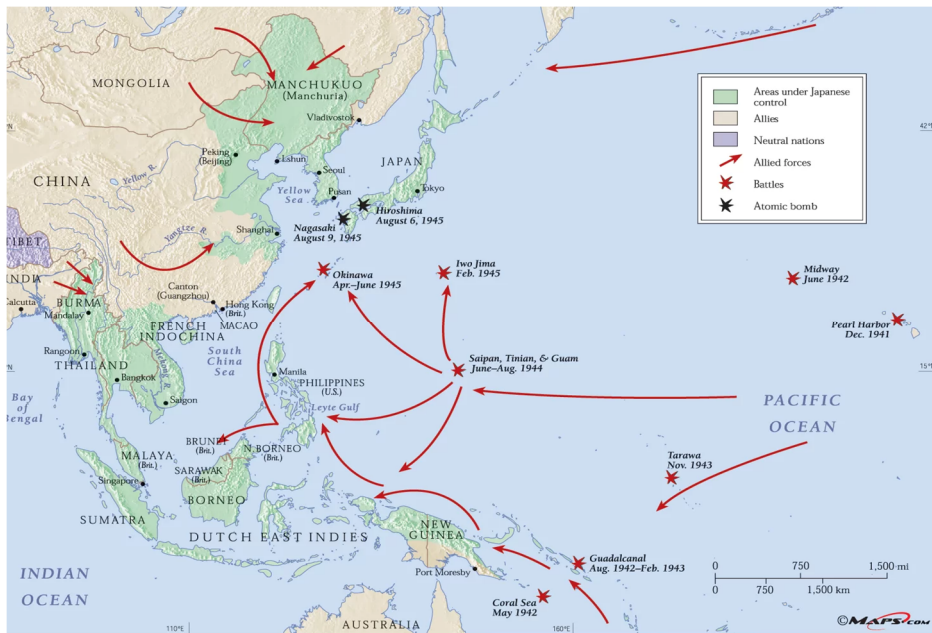 MONGOLIA
MANCHUKUO
(Manchuria)
Vladivostok
Peking
(Beijing)
Lshun
Seoul
JAPAN
CHINA
Yellow R.
Yellow
Sea
Pusan
Tokyo
Hiroshima
August 6, 1945
Nagasaki
August 9, 1945
Shanghai
Yangtze R.
TIBET
Okinawa
Apr.–June 1945
Iwo Jima
Feb. 1945
Midway
June 1942
Pearl Harbor
Dec. 1941
INDIA
Calcutta
BURMA
Mandalay
Canton
(Guangzhou)
Hong Kong
(Brit.)
MACAO
FRENCH
INDOCHINA
Rangoon
THAILAND
Bangkok
Mekong R.
Saigon
South
China
Sea
Manila
PHILIPPINES
(U.S.)
Leyte Gulf
Saipan, Tinian, & Guam
June–Aug. 1944
Bay
of
Bengal
PACIFIC
OCEAN
BRUNEI
(Brit.)
N. BORNEO
(Brit.)
MALAYA
(Brit.)
SARAWAK
(Brit.)
Singapore
BORNEO
SUMATRA
DUTCH EAST INDIES
NEW
GUINEA
Tarawa
Nov. 1943
Guadalcanal
Aug. 1942–Feb. 1943
Port Moresby
Coral Sea
May 1942
INDIAN
OCEAN
AUSTRALIA
Areas under Japanese
control
Allies
Neutral nations
Allied forces
Battles
Atomic bomb
42°N
15°N
110°E
160°E
0 750 1,500 mi
0 750 1,500 km
©MAPS.COM